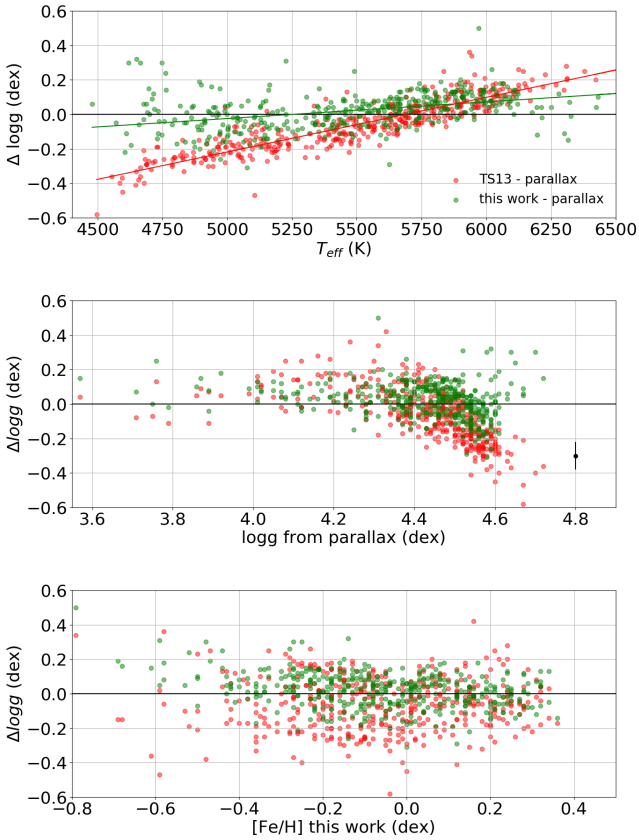 0.6
0.4
0.2
0.0
−0.2
−0.4
−0.6
Δ logg (dex)
TS13 - parallax
this work - parallax
4500 4750 5000 5250 5500 5750 6000 6250 6500
T_eff (K)
0.6
0.4
0.2
0.0
−0.2
−0.4
−0.6
Δlogg (dex)
3.6 3.8 4.0 4.2 4.4 4.6 4.8
logg from parallax (dex)
0.6
0.4
0.2
0.0
−0.2
−0.4
−0.6
Δlogg (dex)
−0.8 −0.6 −0.4 −0.2 0.0 0.2 0.4
[Fe/H] this work (dex)